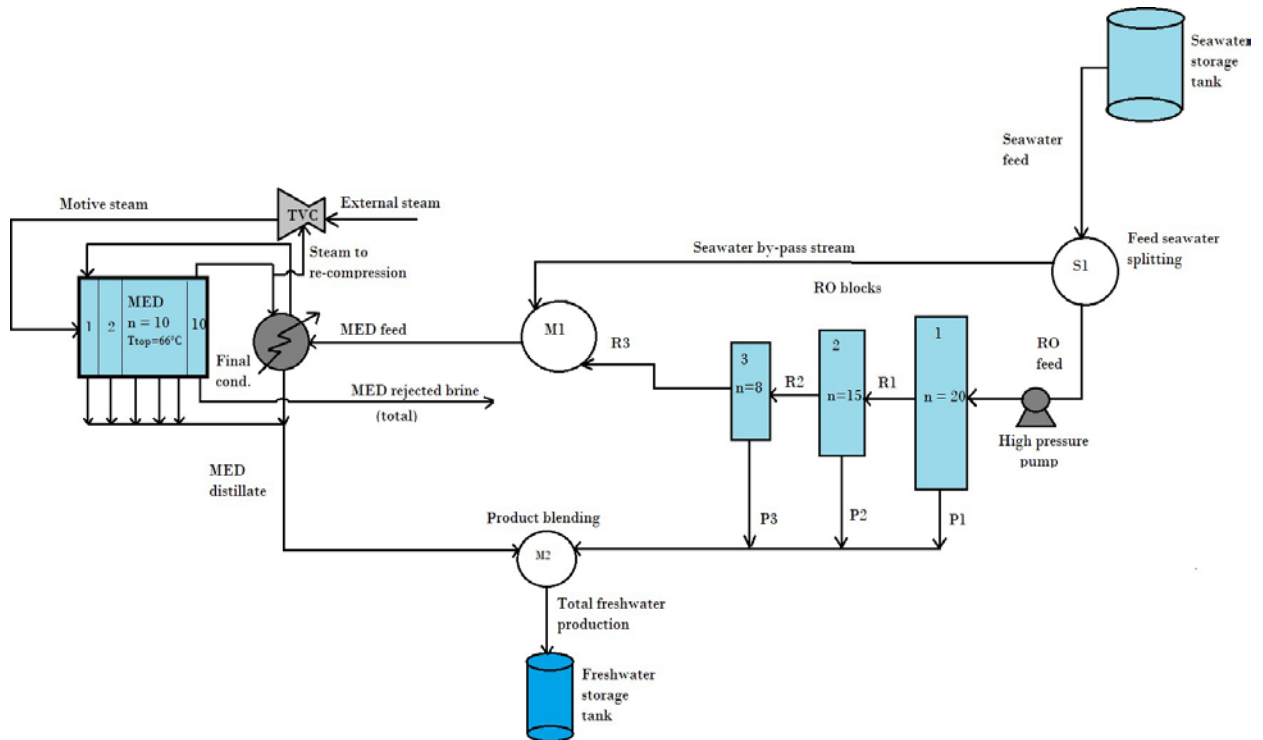 Seawater
storage
tank
Seawater
feed
Motive steam
TVC
External steam
Steam to
re-compression
Seawater by-pass stream
Feed seawater
splitting
S1
RO blocks
MED
n = 10
Ttop=66°C
1
2
10
Final
cond.
MED feed
M1
R3
3
n=8
R2
2
n=15
R1
1
n = 20
RO
feed
High pressure
pump
MED rejected brine
(total)
MED
distillate
P3
P2
P1
Product blending
M2
Total freshwater
production
Freshwater
storage
tank